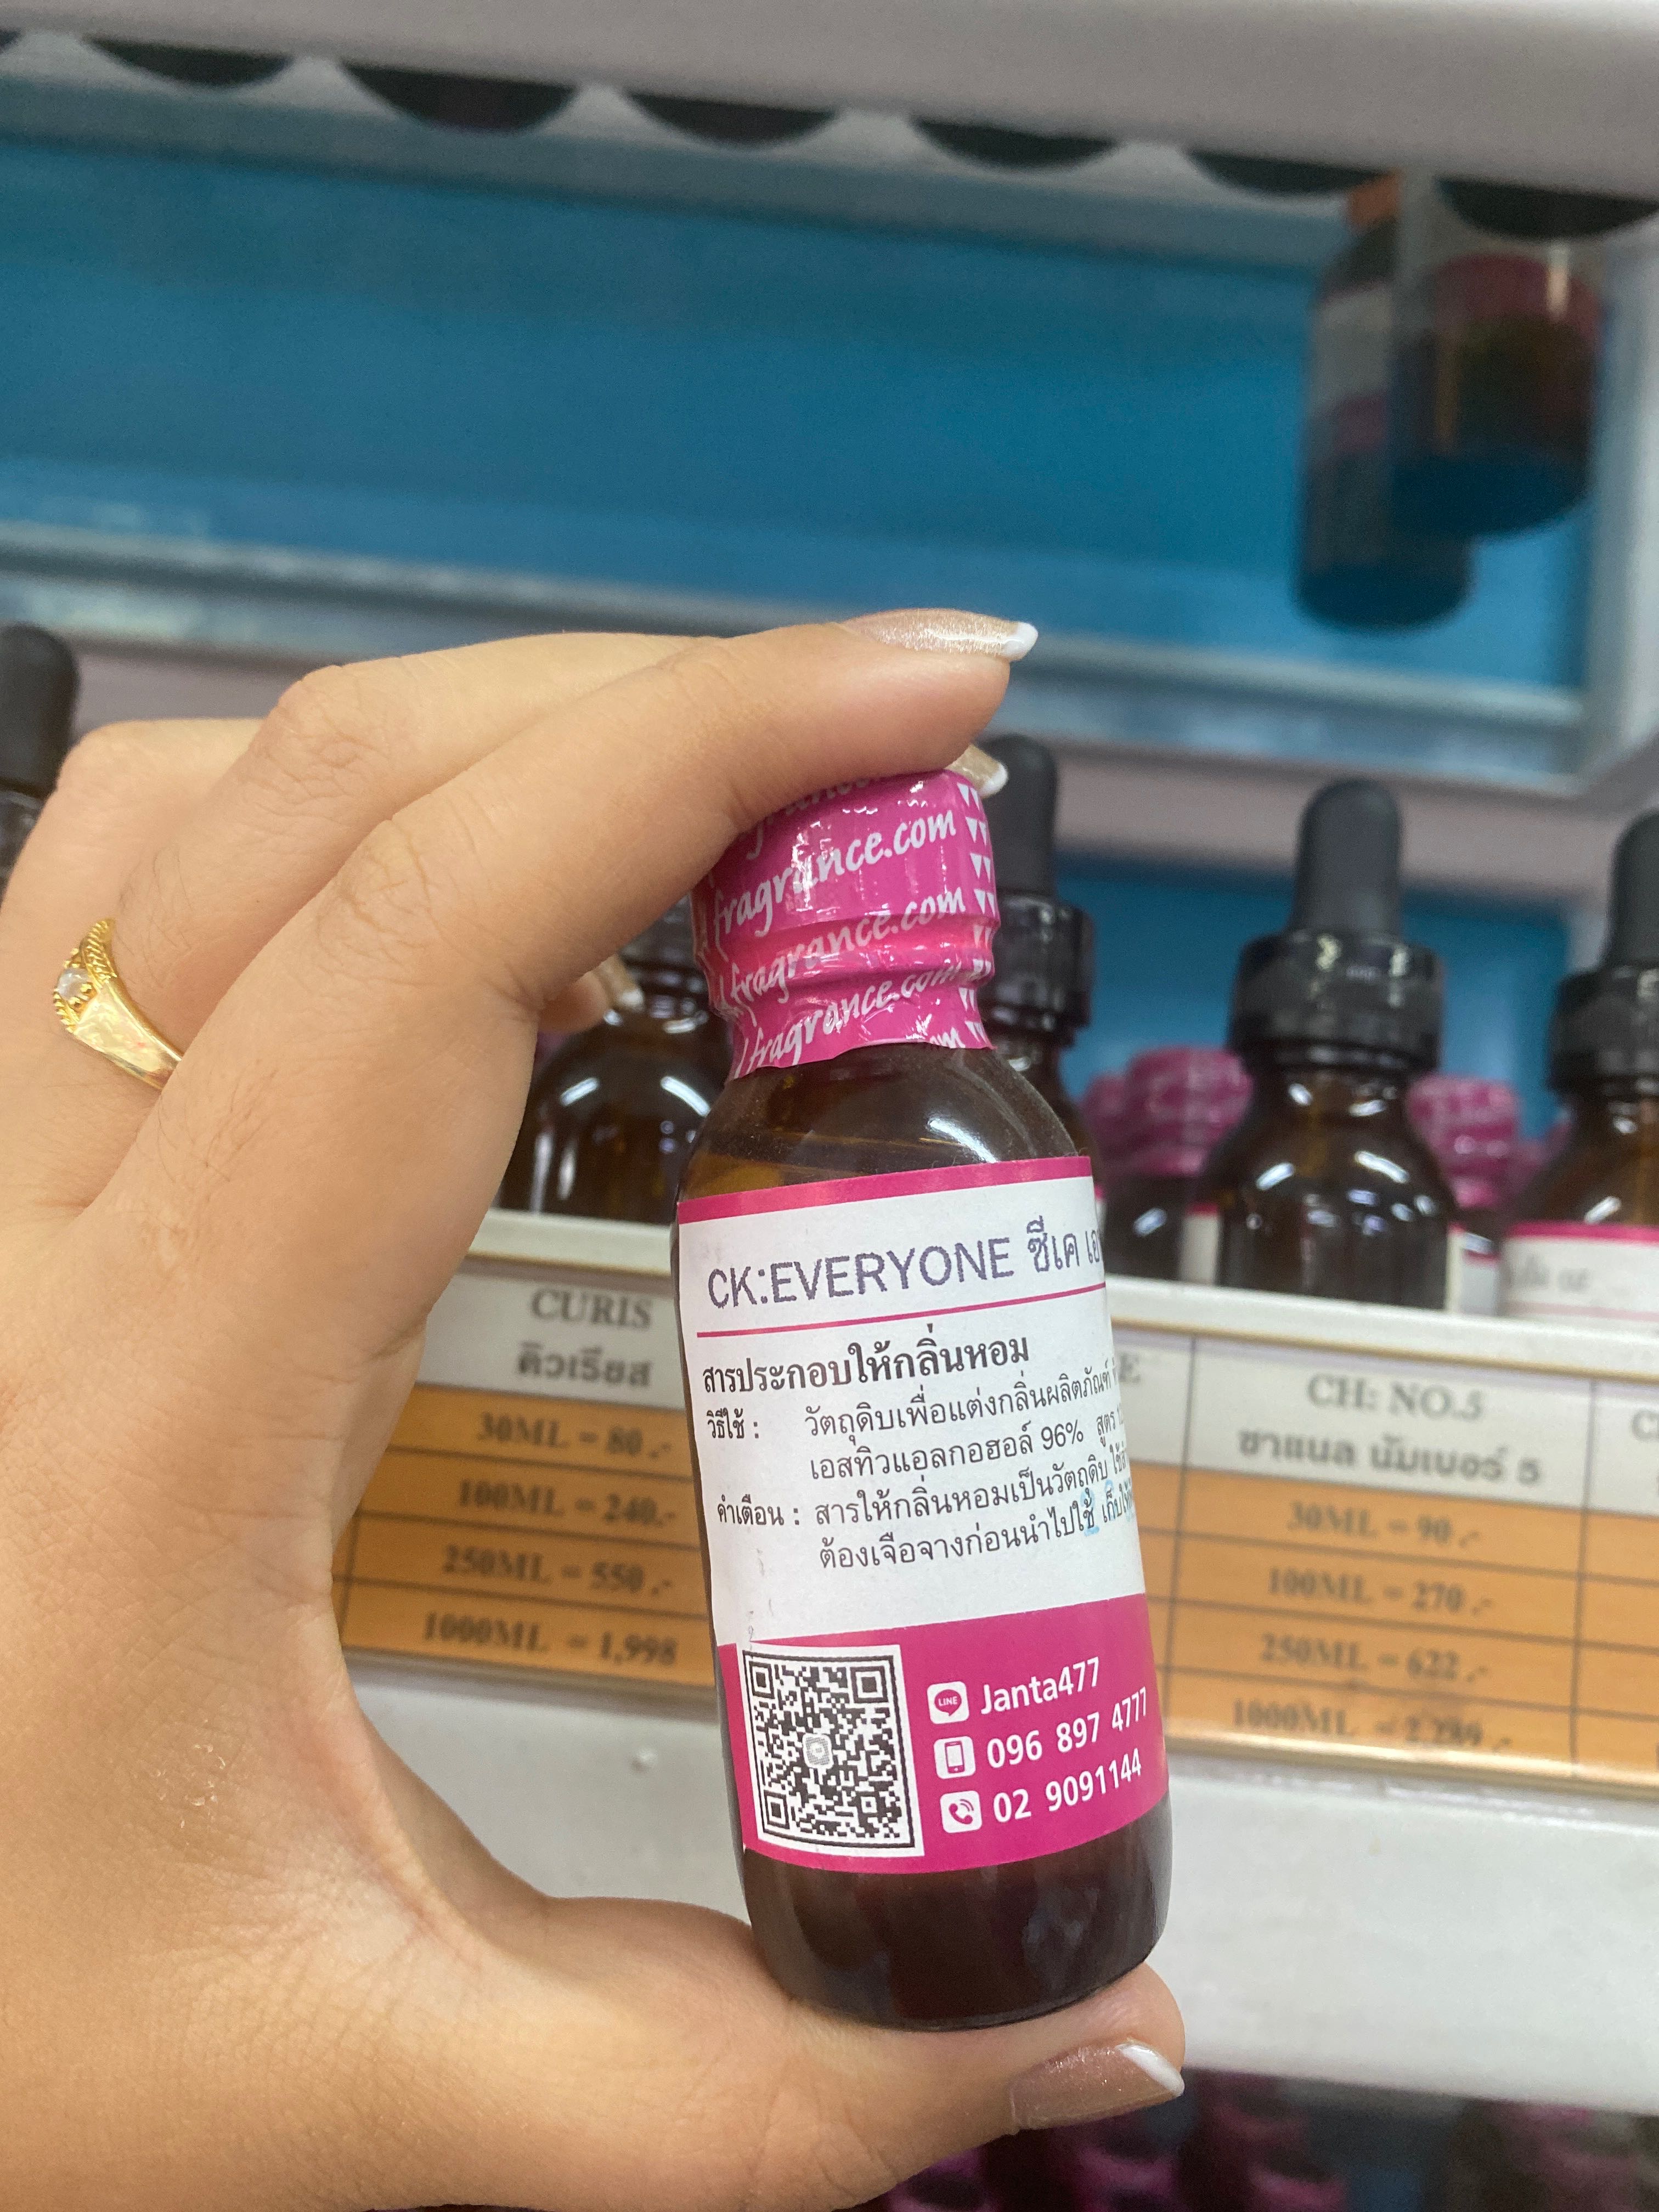 fragrance.com
fragrance.com
fragrance.com
CK:EVERYONE ซีเค
สารประกอบให้กลิ่นหอม
วิธีใช้ : วัตถุดิบเพื่อแต่งกลิ่นผลิตภัณฑ์
เอสทิวแอลกอฮอล์ 96% สูตร
คำเตือน : สารให้กลิ่นหอมเป็นวัตถุดิบ
ต้องเจือจางก่อนนำไปใช้
LINE Janta477
096 897 4777
02 9091144
CURIS
คิวเรียส
30ML = 80.-
100ML = 240.-
250ML = 550.-
1000ML = 1,998
CH: NO.5
ชาแนล นัมเบอร์ 5
30ML = 90.-
100ML = 270.-
250ML = 622.-
1000ML = 2,289.-